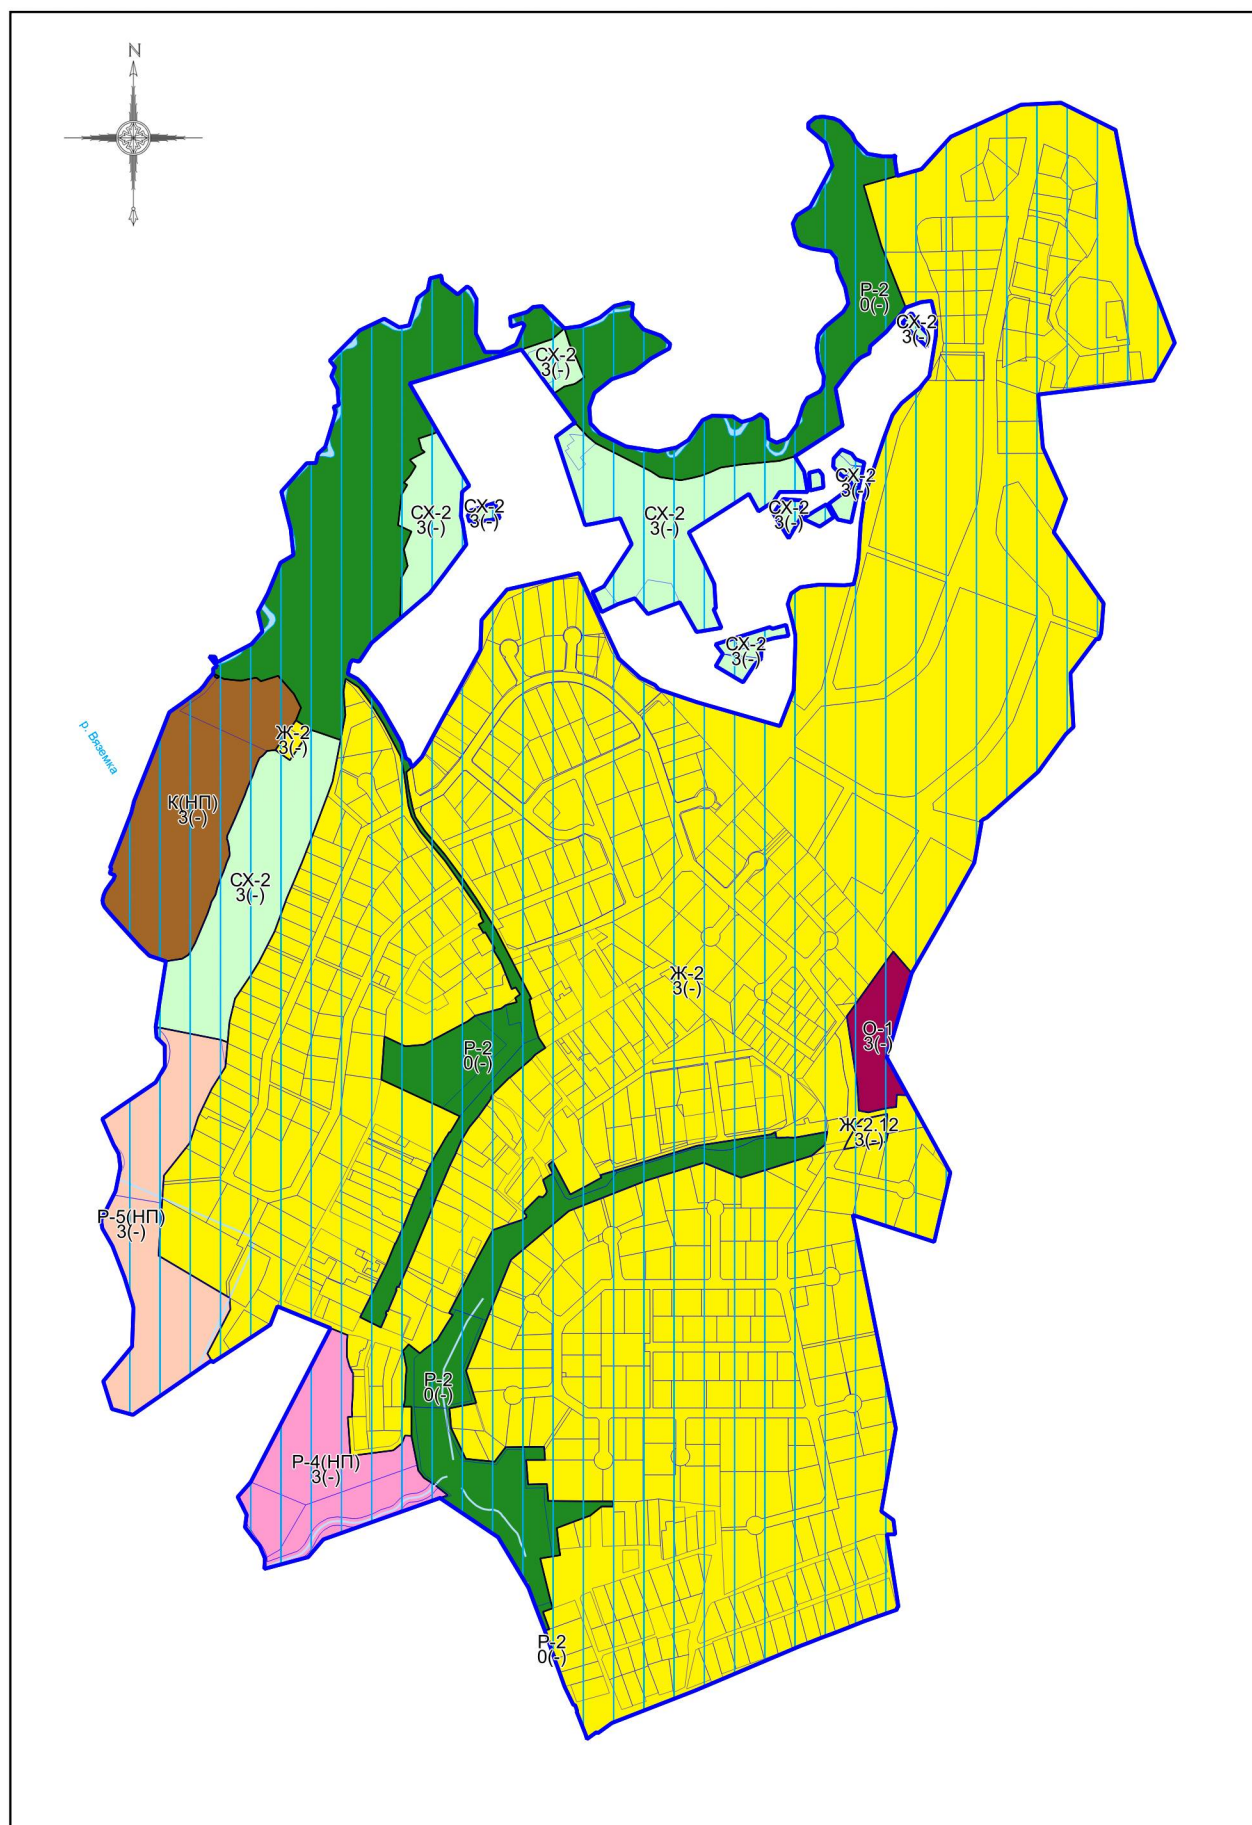 N
Р-2
0(-)
СХ-2
3(-)
СХ-2
3(-)
СХ-2
3(-)
СХ-2
3(-)
СХ-2
3(-)
СХ-2
3(-)
СХ-2
3(-)
СХ-2
3(-)
Ж-2
3(-)
р. Вяземка
К(НП)
3(-)
СХ-2
3(-)
Ж-2
3(-)
О-1
3(-)
Р-2
0(-)
Ж-2.12
3(-)
Р-5(НП)
3(-)
Р-2
0(-)
Р-4(НП)
3(-)
Р-2
0(-)